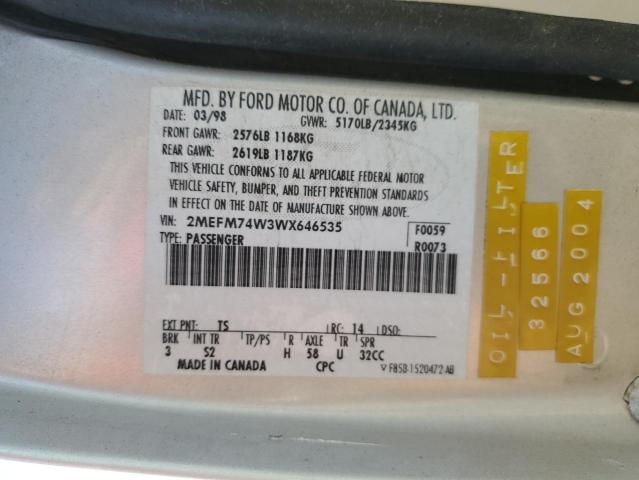 MFD. BY FORD MOTOR CO. OF CANADA, LTD.
DATE: 03/98 GVWR: 5170LB/2345KG
FRONT GAWR: 2576LB 1168KG
REAR GAWR: 2619LB 1187KG
THIS VEHICLE CONFORMS TO ALL APPLICABLE FEDERAL MOTOR
VEHICLE SAFETY, BUMPER, AND THEFT PREVENTION STANDARDS
IN EFFECT ON THE DATE OF MANUFACTURE SHOWN ABOVE.
VIN: 2MEFM74W3WX646535 F0059
TYPE: PASSENGER R0073
EXT PNT: TS RC: 14 DSO:
BRK INT TR TP/PS R AXLE TR SPR
3 S2 H 58 U 32CC
MADE IN CANADA CPC ▽ F85B-1520472-AB
OIL-FILTER
32566
AUG 2004